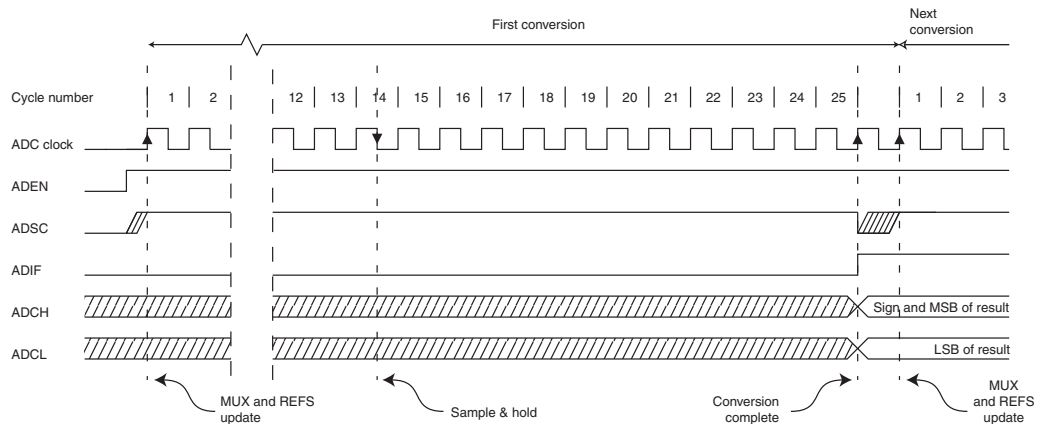 First conversion
Next
conversion
Cycle number 1 2 12 13 14 15 16 17 18 19 20 21 22 23 24 25 1 2 3
ADC clock
ADEN
ADSC
ADIF
ADCH Sign and MSB of result
ADCL LSB of result
MUX and REFS
update
Sample & hold
Conversion
complete
MUX
and REFS
update